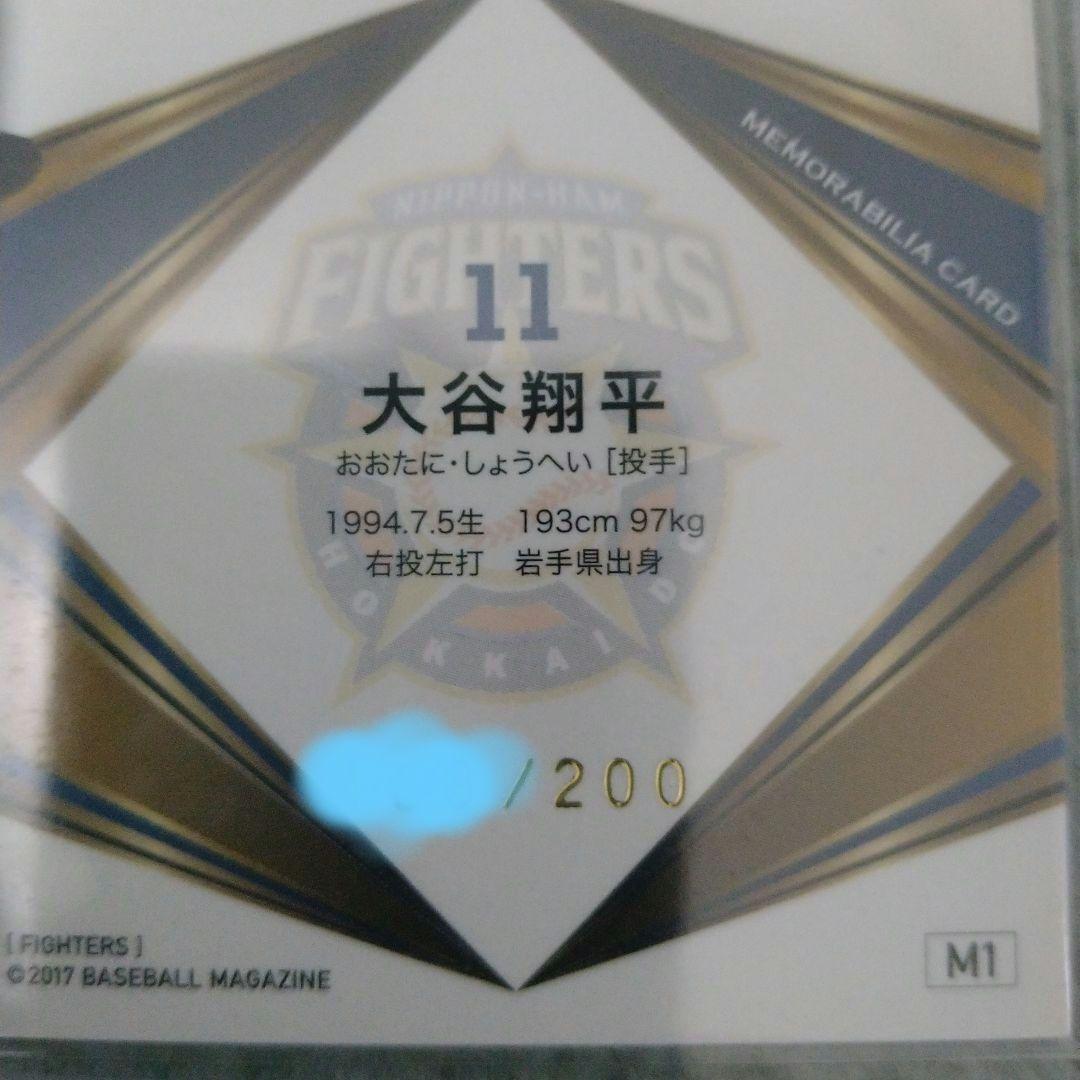 MEMORABILIA CARD
NIPPON-HAM
FIGHTERS
11
大谷翔平
おおたに・しょうへい [投手]
1994.7.5生 193cm 97kg
右投左打 岩手県出身
HOKKAIDO
/200
[FIGHTERS]
©2017 BASEBALL MAGAZINE
M1